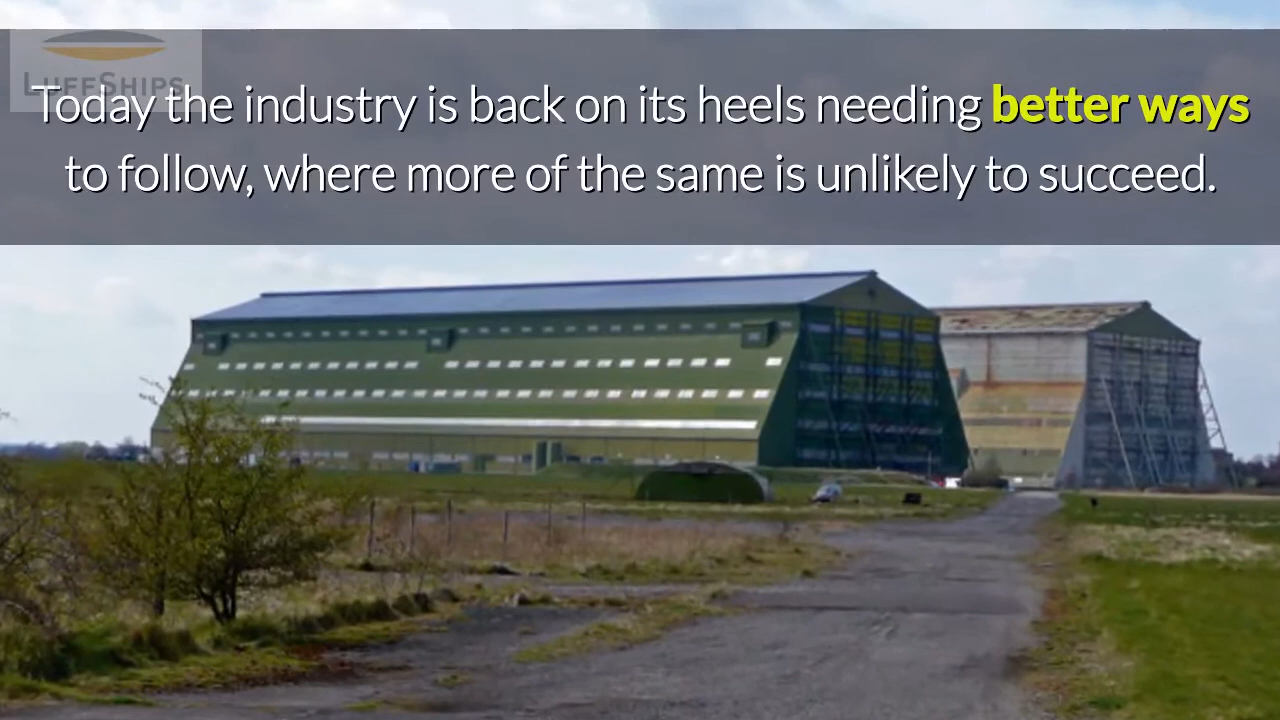 LUFFSHIPS
Today the industry is back on its heels needing better ways
to follow, where more of the same is unlikely to succeed.